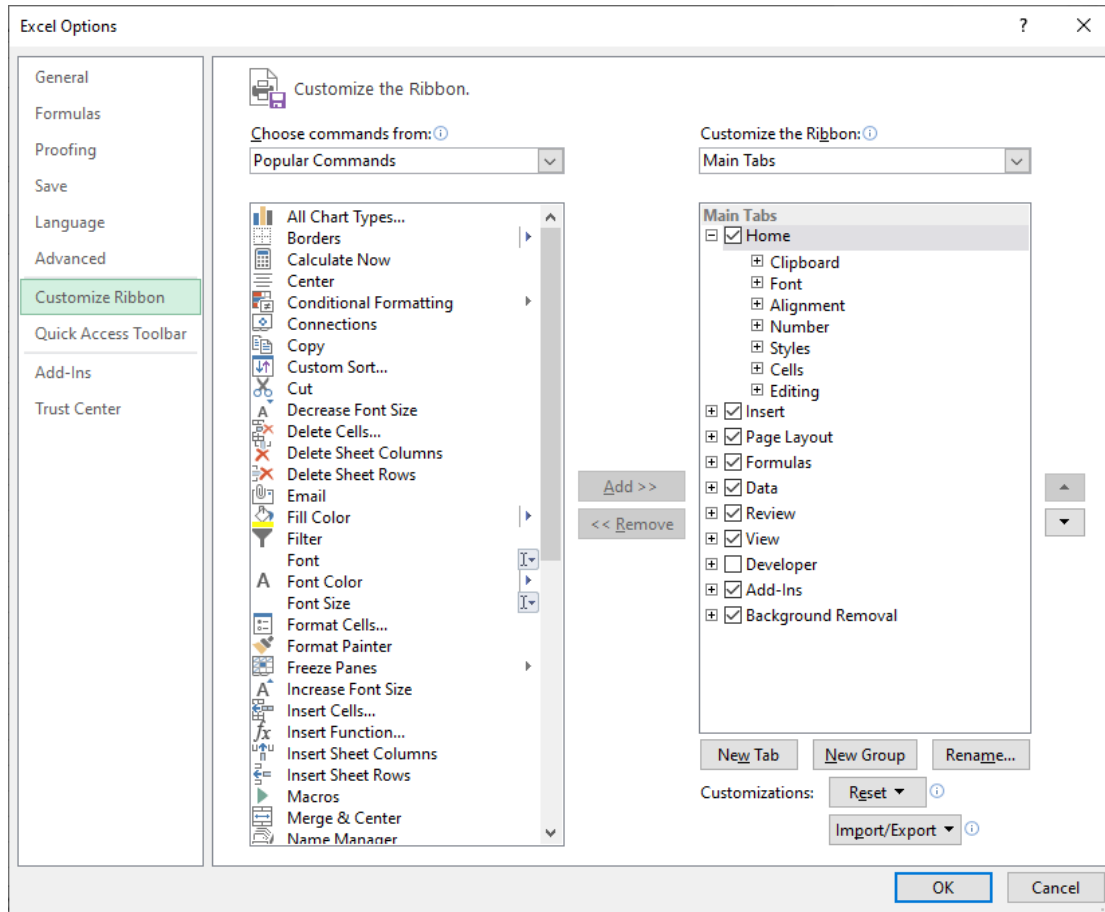 Excel Options
?
General
Formulas
Proofing
Save
Language
Advanced
Customize Ribbon
Quick Access Toolbar
Add-Ins
Trust Center
Customize the Ribbon.
Choose commands from:
Popular Commands
All Chart Types...
Borders
Calculate Now
Center
Conditional Formatting
Connections
Copy
Custom Sort...
Cut
Decrease Font Size
Delete Cells...
Delete Sheet Columns
Delete Sheet Rows
Email
Fill Color
Filter
Font
Font Color
Font Size
Format Cells...
Format Painter
Freeze Panes
Increase Font Size
Insert Cells...
Insert Function...
Insert Sheet Columns
Insert Sheet Rows
Macros
Merge & Center
Name Manager
Add >>
<< Remove
Customize the Ribbon:
Main Tabs
Main Tabs
Home
Clipboard
Font
Alignment
Number
Styles
Cells
Editing
Insert
Page Layout
Formulas
Data
Review
View
Developer
Add-Ins
Background Removal
New Tab New Group Rename...
Customizations: Reset
Import/Export
OK Cancel